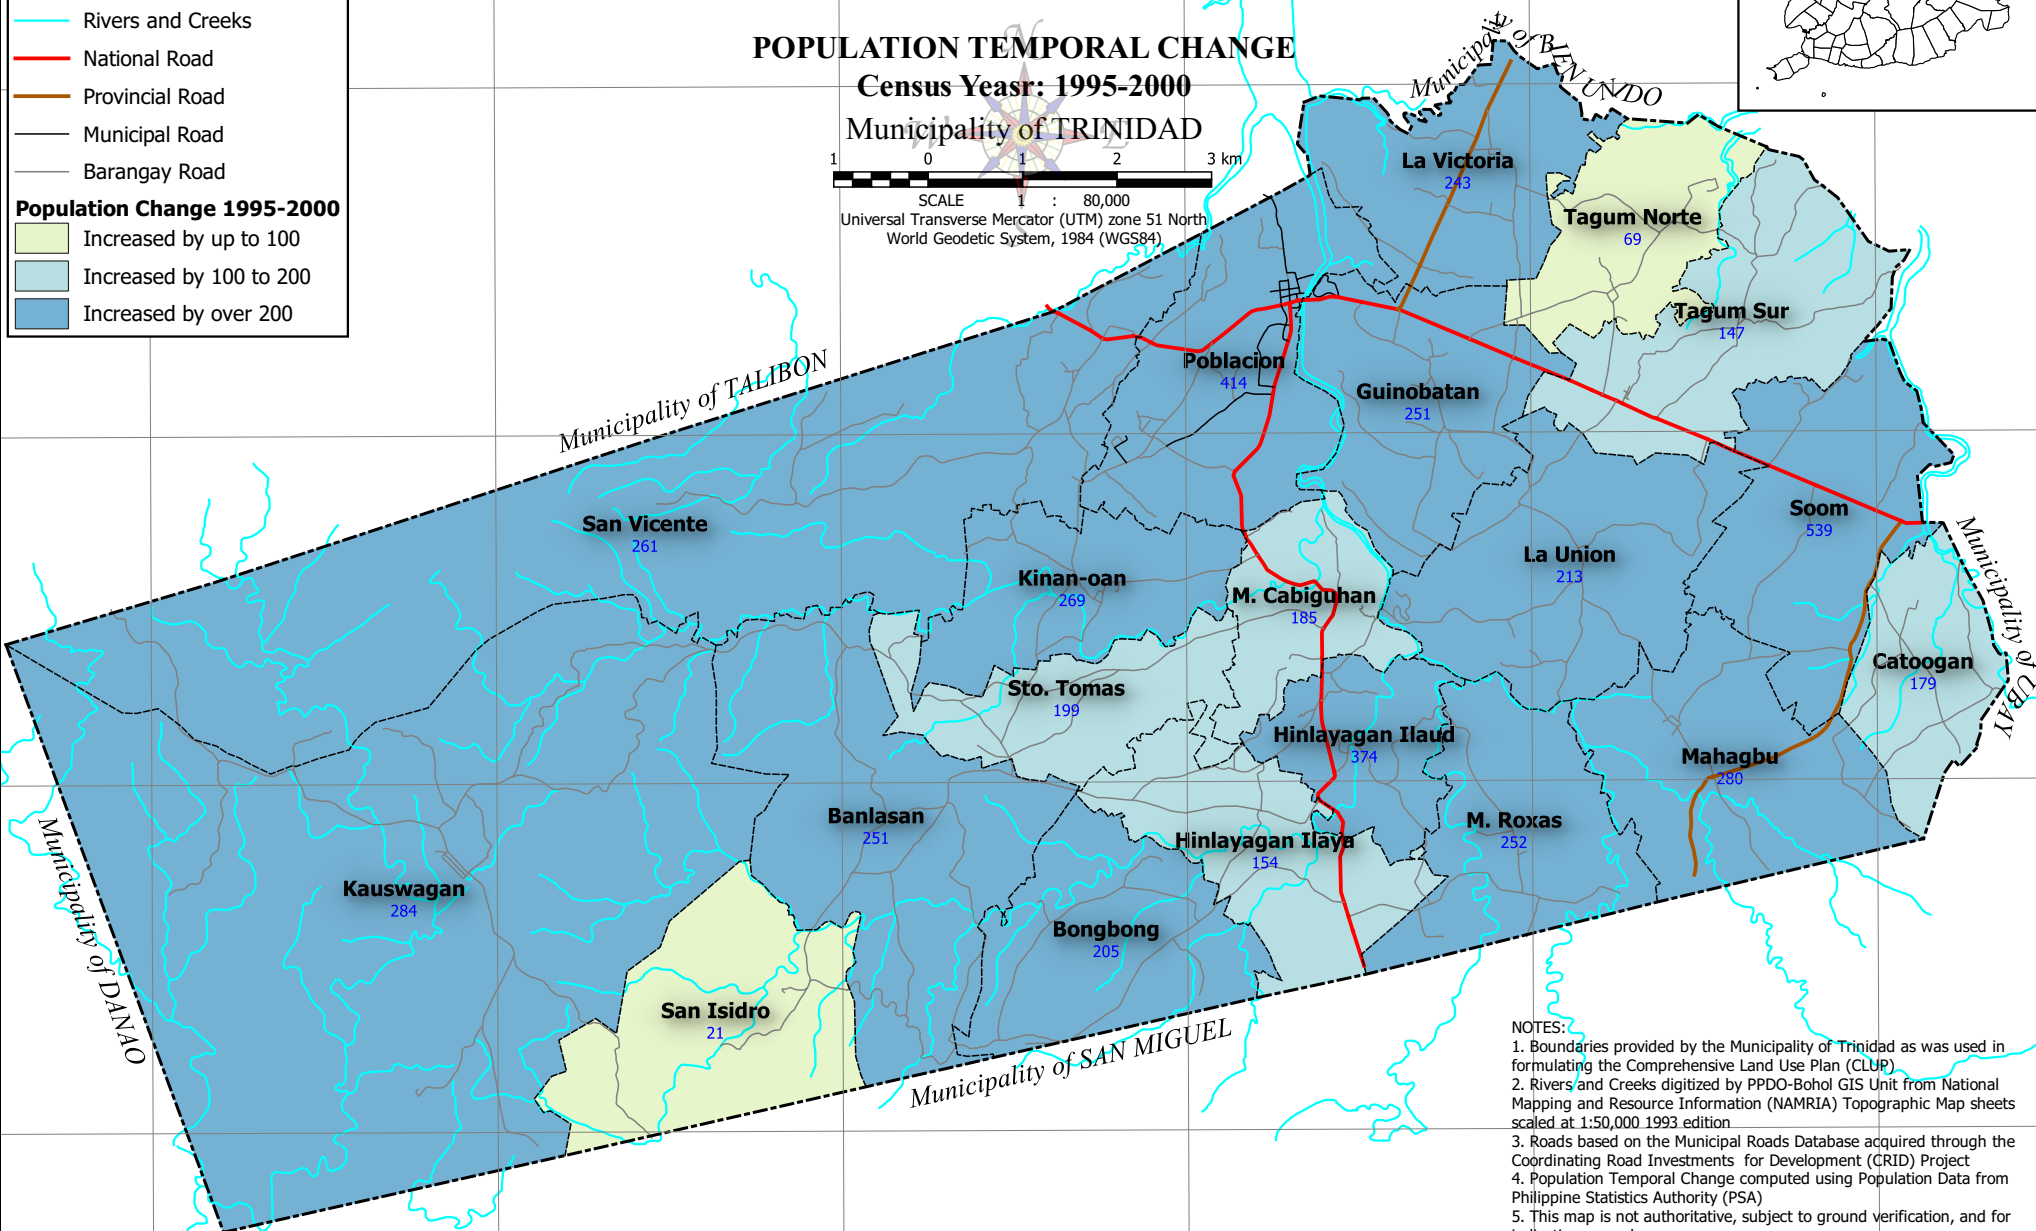 Rivers and Creeks
National Road
Provincial Road
Municipal Road
Barangay Road
Population Change 1995-2000
Increased by up to 100
Increased by 100 to 200
Increased by over 200
POPULATION TEMPORAL CHANGE
Census Yeasr: 1995-2000
Municipality of TRINIDAD
N
W
E
1 0 1 2 3 km
SCALE 1 : 80,000
Universal Transverse Mercator (UTM) zone 51 North
World Geodetic System, 1984 (WGS84)
Municipality of BIEN UNIDO
La Victoria
243
Tagum Norte
69
Tagum Sur
147
Municipality of TALIBON
Poblacion
414
Guinobatan
251
San Vicente
261
Soom
539
La Union
213
Kinan-oan
269
M. Cabiguhan
185
Municipality of UBAY
Catoogan
179
Sto. Tomas
199
Hinlayagan Ilaud
374
Mahagbu
280
Banlasan
251
M. Roxas
252
Hinlayagan Ilaya
154
Kauswagan
284
Bongbong
205
Municipality of DANAO
San Isidro
21
Municipality of SAN MIGUEL
NOTES:
1. Boundaries provided by the Municipality of Trinidad as was used in
formulating the Comprehensive Land Use Plan (CLUP)
2. Rivers and Creeks digitized by PPDO-Bohol GIS Unit from National
Mapping and Resource Information (NAMRIA) Topographic Map sheets
scaled at 1:50,000 1993 edition
3. Roads based on the Municipal Roads Database acquired through the
Coordinating Road Investments for Development (CRID) Project
4. Population Temporal Change computed using Population Data from
Philippine Statistics Authority (PSA)
5. This map is not authoritative, subject to ground verification, and for